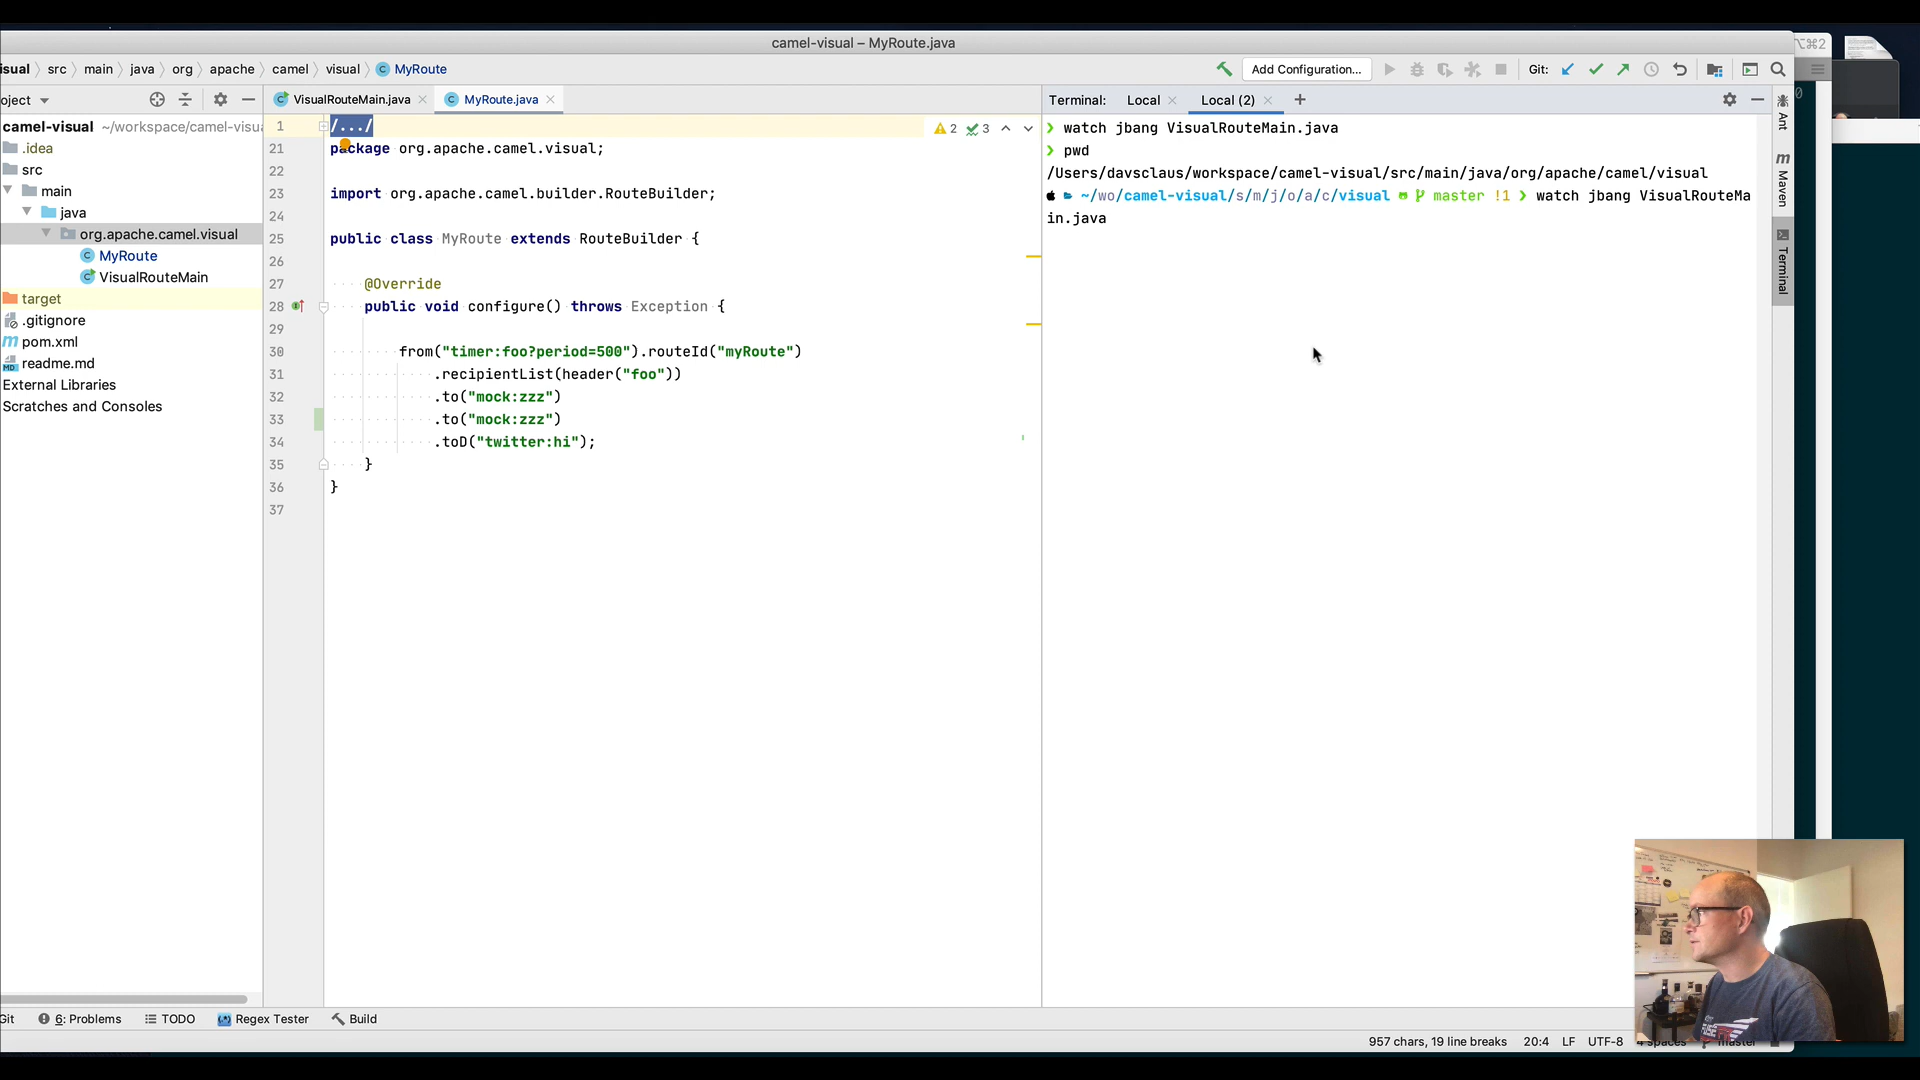 camel-visual – MyRoute.java
⌥⌘2
isual src main java org apache camel visual MyRoute
Add Configuration...
Git:
oject
VisualRouteMain.java
MyRoute.java
Terminal: Local Local (2)
camel-visual ~/workspace/camel-visu
.idea
src
main
java
org.apache.camel.visual
MyRoute
VisualRouteMain
target
.gitignore
pom.xml
readme.md
External Libraries
Scratches and Consoles
1 /.../
2 3
21 package org.apache.camel.visual;
22
23 import org.apache.camel.builder.RouteBuilder;
24
25 public class MyRoute extends RouteBuilder {
26
27 @Override
28 public void configure() throws Exception {
29
30 from("timer:foo?period=500").routeId("myRoute")
31 .recipientList(header("foo"))
32 .to("mock:zzz")
33 .to("mock:zzz")
34 .toD("twitter:hi");
35 }
36 }
37
❯ watch jbang VisualRouteMain.java
❯ pwd
/Users/davsclaus/workspace/camel-visual/src/main/java/org/apache/camel/visual
~/wo/camel-visual/s/m/j/o/a/c/visual master !1 ❯ watch jbang VisualRouteMa
in.java
Ant
Maven
Terminal
Git 6: Problems TODO Regex Tester Build
957 chars, 19 line breaks 20:4 LF UTF-8 4 spaces master